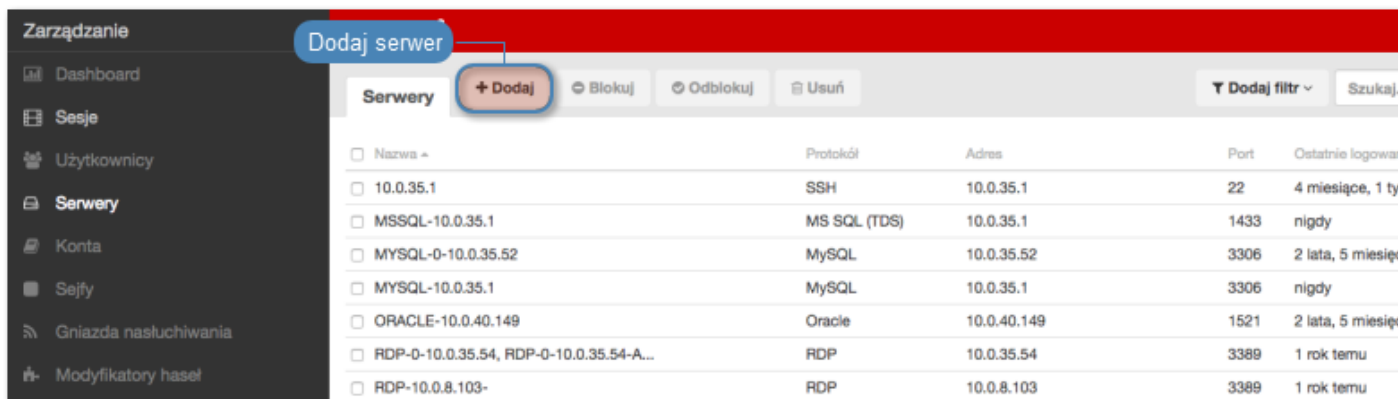 Zarządzanie
Dodaj serwer
Dashboard
Sesje
Użytkownicy
Serwery
Konta
Sejfy
Gniazda nasłuchiwania
Modyfikatory haseł
Serwery
+ Dodaj
Blokuj
Odblokuj
Usuń
Dodaj filtr
Szukaj.
Nazwa Protokół Adres Port Ostatnie logowa
10.0.35.1 SSH 10.0.35.1 22 4 miesiące, 1 ty
MSSQL-10.0.35.1 MS SQL (TDS) 10.0.35.1 1433 nigdy
MYSQL-0-10.0.35.52 MySQL 10.0.35.52 3306 2 lata, 5 miesię
MYSQL-10.0.35.1 MySQL 10.0.35.1 3306 nigdy
ORACLE-10.0.40.149 Oracle 10.0.40.149 1521 2 lata, 5 miesię
RDP-0-10.0.35.54, RDP-0-10.0.35.54-A... RDP 10.0.35.54 3389 1 rok temu
RDP-10.0.8.103- RDP 10.0.8.103 3389 1 rok temu